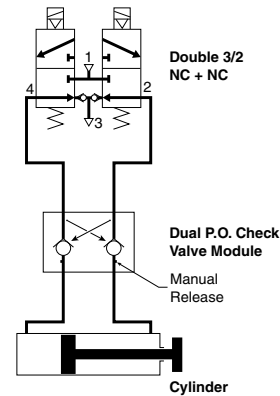 Double 3/2
NC + NC
1
4
2
3
Dual P.O. Check
Valve Module
Manual
Release
Cylinder